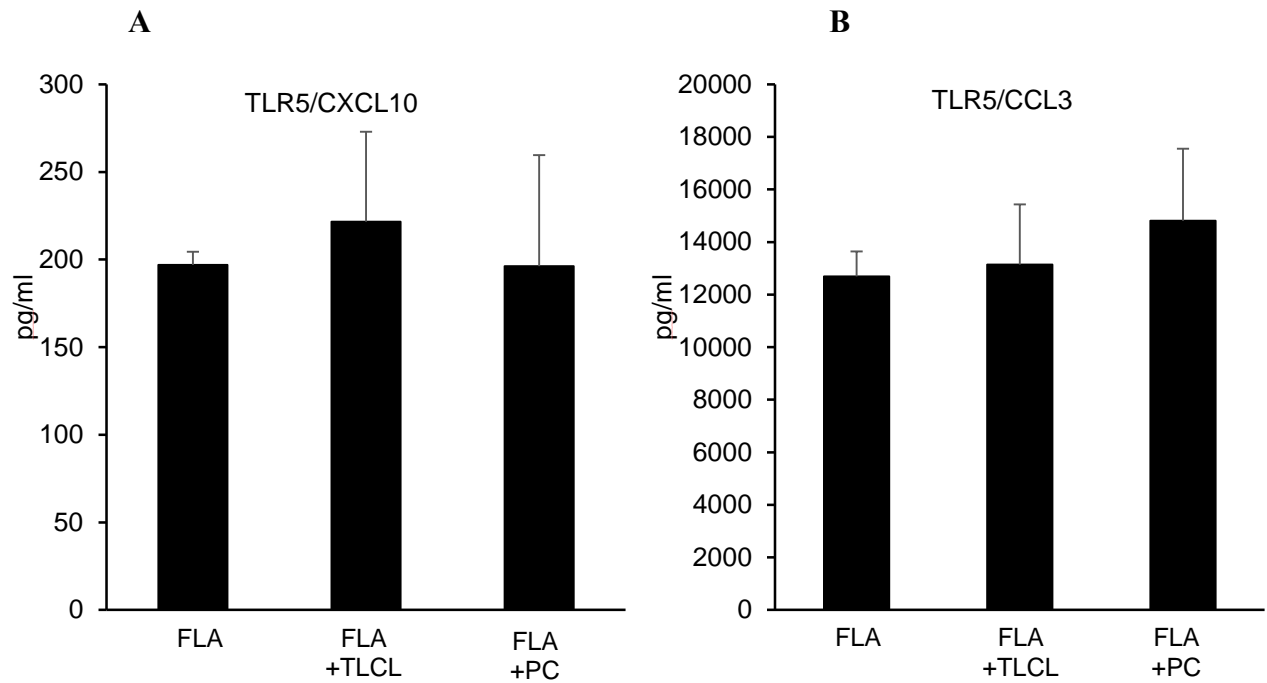 A
TLR5/CXCL10
pg/ml
300
250
200
150
100
50
0
FLA
FLA
+TLCL
FLA
+PC
B
TLR5/CCL3
pg/ml
20000
18000
16000
14000
12000
10000
8000
6000
4000
2000
0
FLA
FLA
+TLCL
FLA
+PC